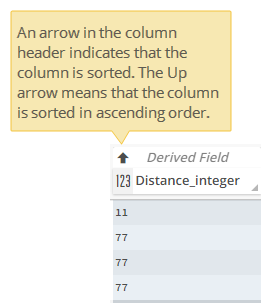 An arrow in the column
header indicates that the
column is sorted. The Up
arrow means that the column
is sorted in ascending order.
Derived Field
123 Distance_integer
11
77
77
77